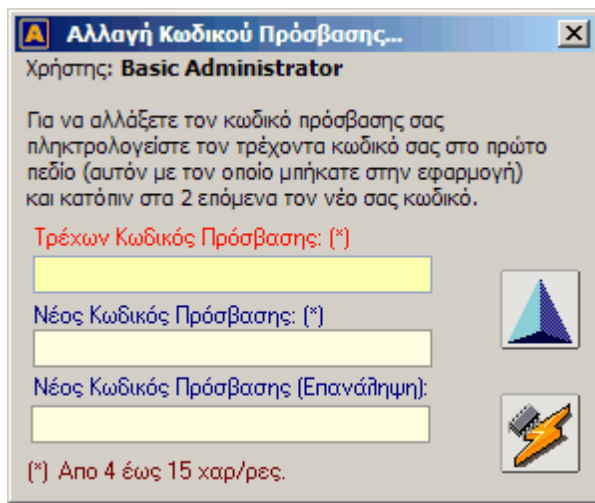 Αλλαγή Κωδικού Πρόσβασης...
Χρήστης: Basic Administrator
Για να αλλάξετε τον κωδικό πρόσβασης σας
πληκτρολογείστε τον τρέχοντα κωδικό σας στο πρώτο
πεδίο (αυτόν με τον οποίο μπήκατε στην εφαρμογή)
και κατόπιν στα 2 επόμενα τον νέο σας κωδικό.
Τρέχων Κωδικός Πρόσβασης: (*)
Νέος Κωδικός Πρόσβασης: (*)
Νέος Κωδικός Πρόσβασης (Επανάληψη):
(*) Απο 4 έως 15 χαρ/ρες.